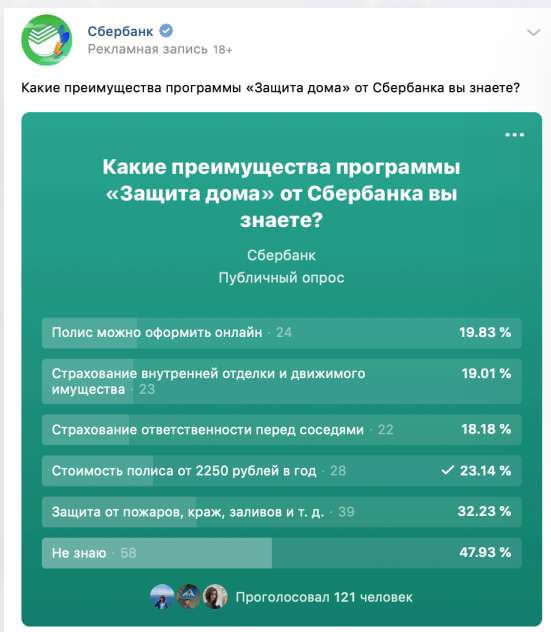 Сбербанк
Рекламная запись 18+
Какие преимущества программы «Защита дома» от Сбербанка вы знаете?
Какие преимущества программы
«Защита дома» от Сбербанка вы
знаете?
Сбербанк
Публичный опрос
Полис можно оформить онлайн · 24 19.83 %
Страхование внутренней отделки и движимого 19.01 %
имущества · 23
Страхование ответственности перед соседями · 22 18.18 %
Стоимость полиса от 2250 рублей в год · 28 23.14 %
Защита от пожаров, краж, заливов и т. д. · 39 32.23 %
Не знаю · 58 47.93 %
Проголосовал 121 человек